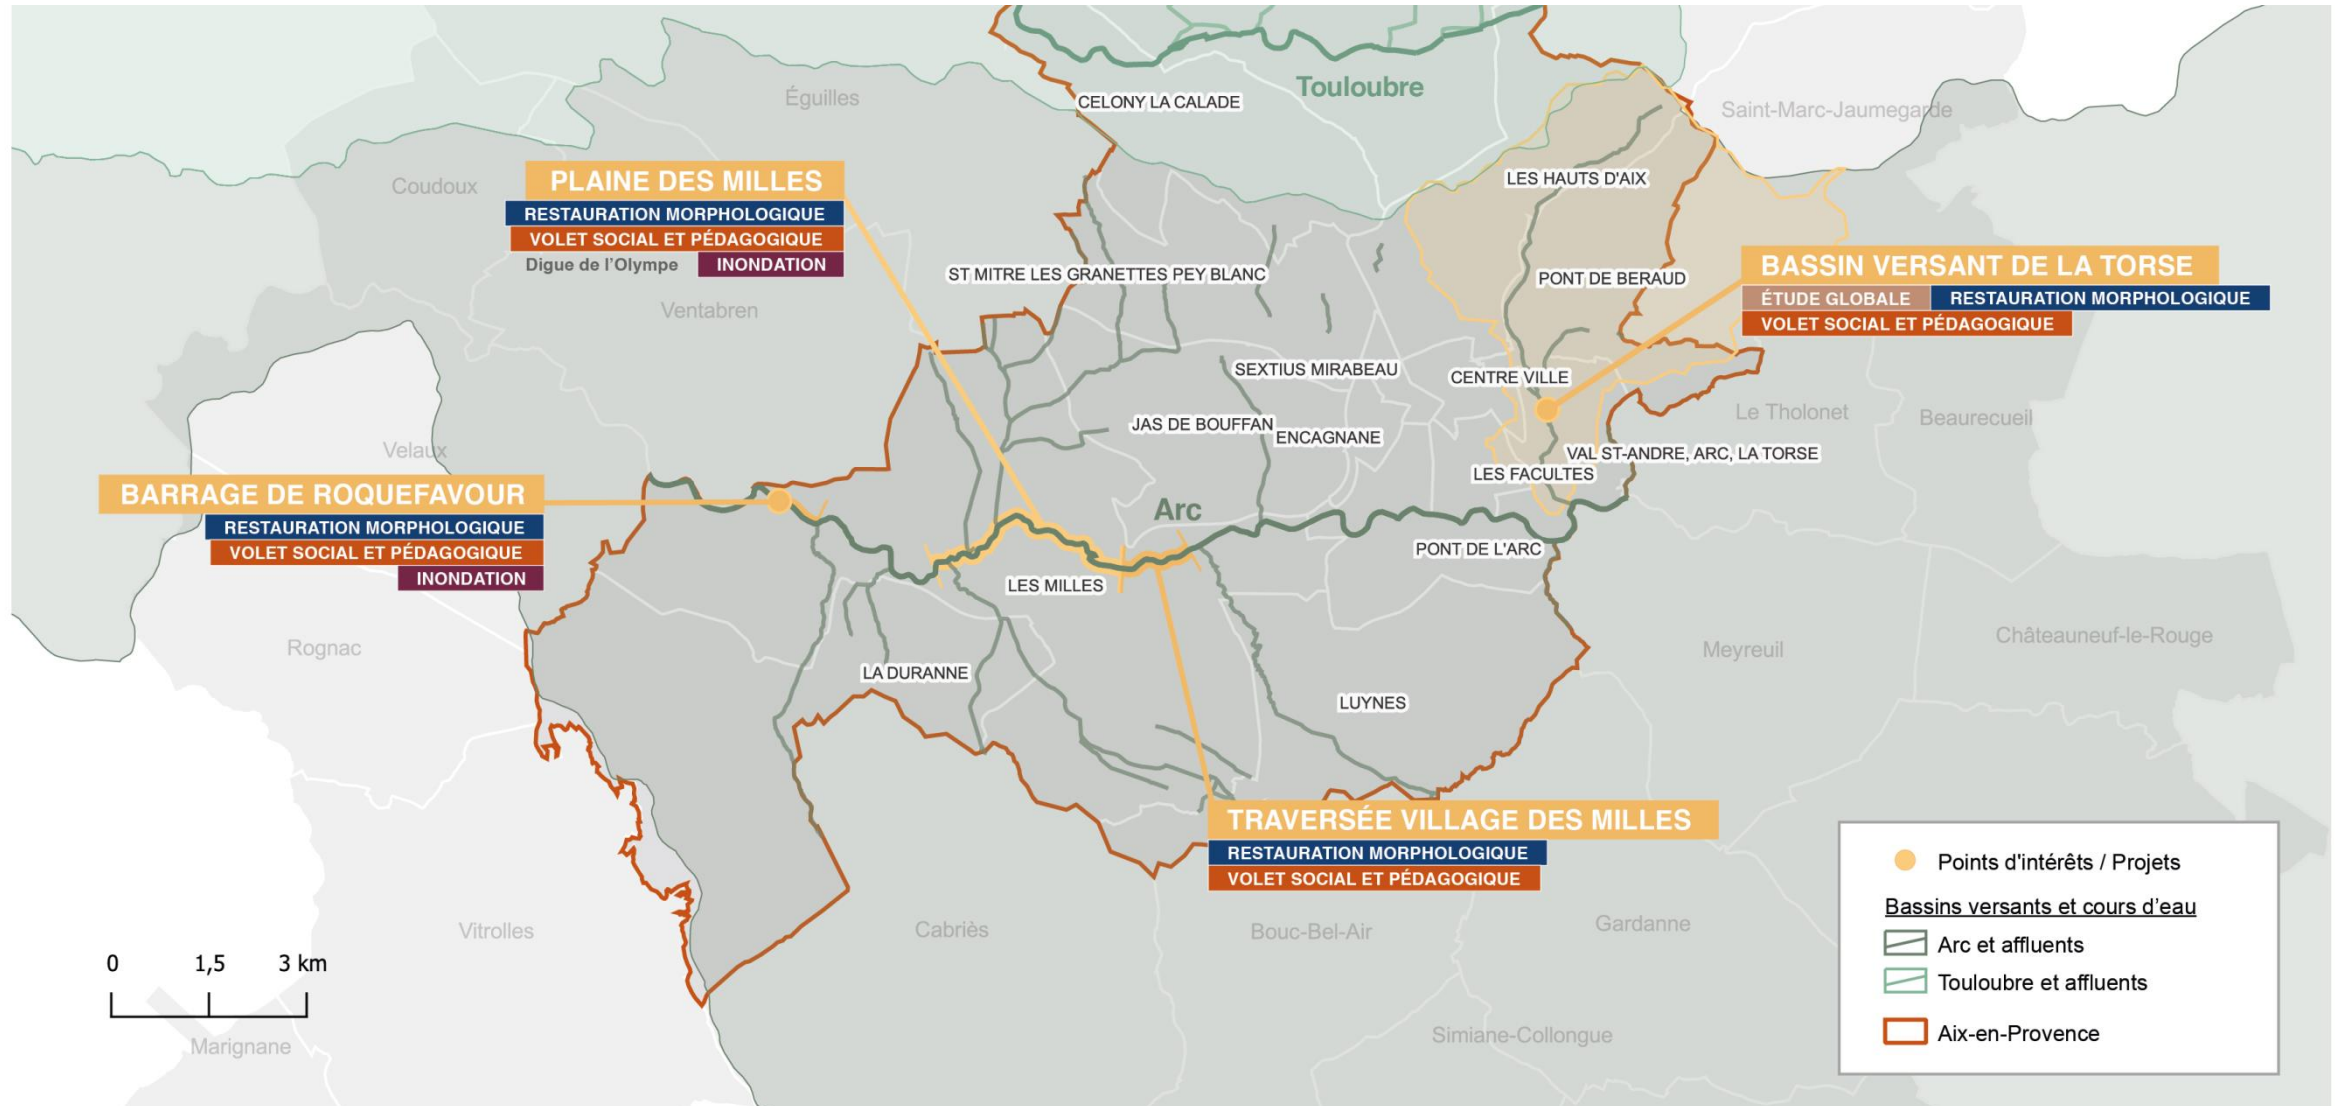 Touloubre
Éguilles
CELONY LA CALADE
Saint-Marc-Jaumegarde
Coudoux
PLAINE DES MILLES
RESTAURATION MORPHOLOGIQUE
VOLET SOCIAL ET PÉDAGOGIQUE
Digue de l'Olympe INONDATION
LES HAUTS D'AIX
ST MITRE LES GRANETTES PEY BLANC
PONT DE BERAUD
BASSIN VERSANT DE LA TORSE
ÉTUDE GLOBALE RESTAURATION MORPHOLOGIQUE
VOLET SOCIAL ET PÉDAGOGIQUE
Ventabren
SEXTIUS MIRABEAU
CENTRE VILLE
Le Tholonet
Beaurecueil
JAS DE BOUFFAN
ENCAGNANE
Velaux
VAL ST-ANDRE, ARC, LA TORSE
LES FACULTES
BARRAGE DE ROQUEFAVOUR
RESTAURATION MORPHOLOGIQUE
VOLET SOCIAL ET PÉDAGOGIQUE
INONDATION
Arc
PONT DE L'ARC
LES MILLES
Rognac
Meyreuil
Châteauneuf-le-Rouge
LA DURANNE
LUYNES
TRAVERSÉE VILLAGE DES MILLES
RESTAURATION MORPHOLOGIQUE
VOLET SOCIAL ET PÉDAGOGIQUE
Vitrolles
Cabriès
Bouc-Bel-Air
Gardanne
0 1,5 3 km
Marignane
Simiane-Collongue
Points d'intérêts / Projets
Bassins versants et cours d'eau
Arc et affluents
Touloubre et affluents
Aix-en-Provence